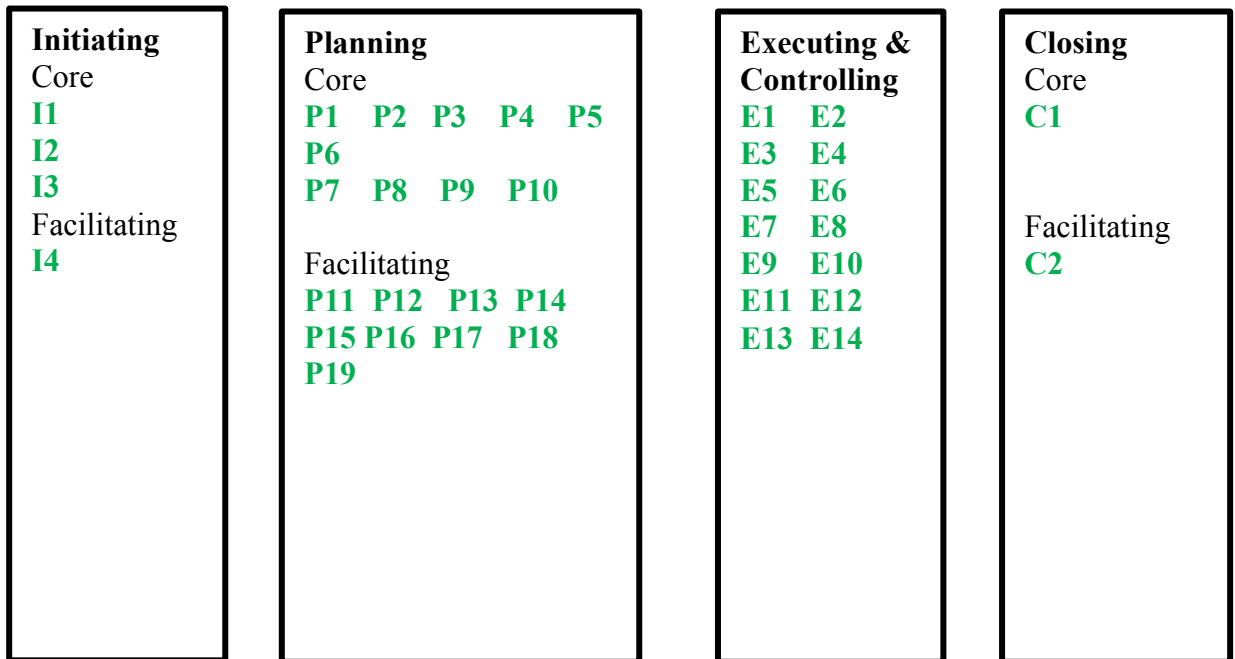 Initiating
Core
I1
I2
I3
Facilitating
I4
Planning
Core
P1 P2 P3 P4 P5
P6
P7 P8 P9 P10
Facilitating
P11 P12 P13 P14
P15 P16 P17 P18
P19
Executing &
Controlling
E1 E2
E3 E4
E5 E6
E7 E8
E9 E10
E11 E12
E13 E14
Closing
Core
C1
Facilitating
C2